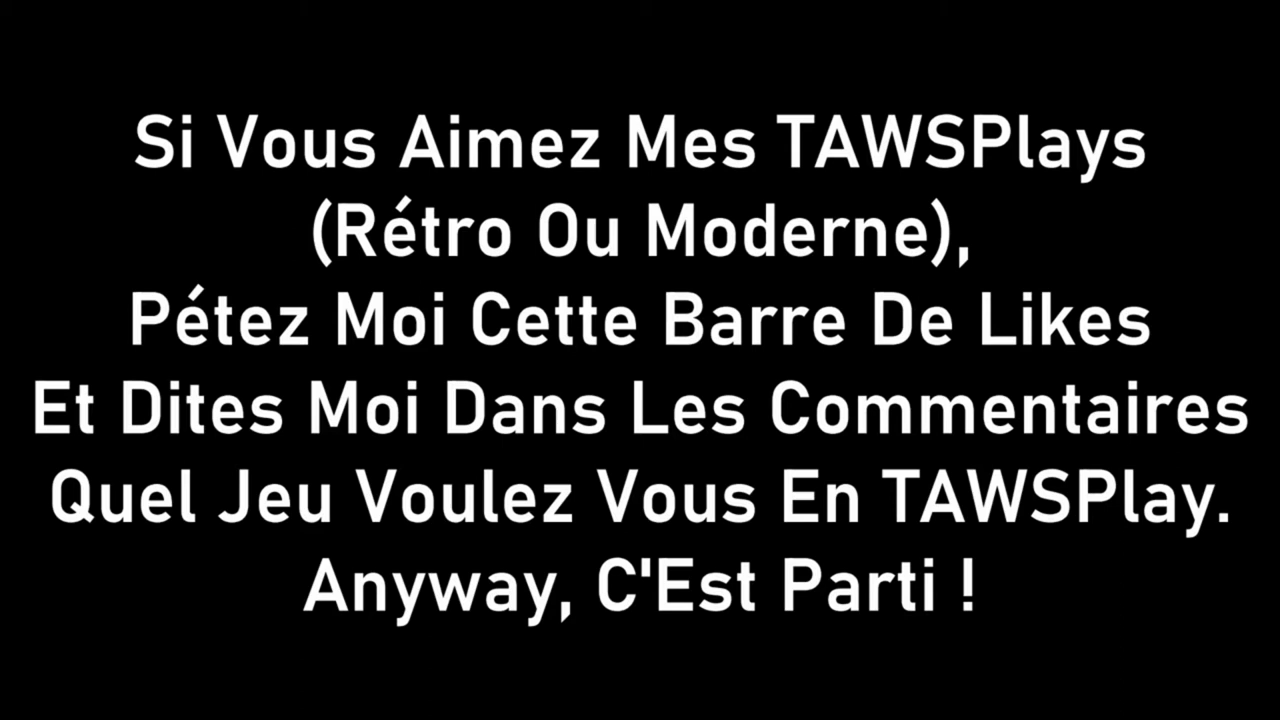 Si Vous Aimez Mes TAWSPlays
(Rétro Ou Moderne),
Pétez Moi Cette Barre De Likes
Et Dites Moi Dans Les Commentaires
Quel Jeu Voulez Vous En TAWSPlay.
Anyway, C'Est Parti !